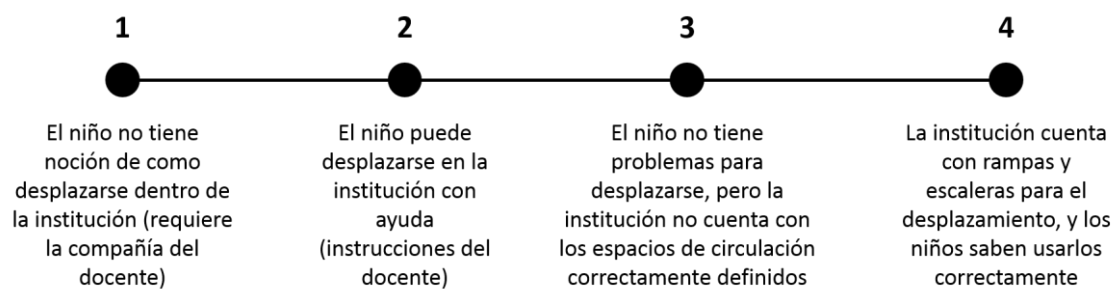 1
2
3
4
El niño no tiene
noción de como
desplazarse dentro de
la institución (requiere
la compañía del
docente)
El niño puede
desplazarse en la
institución con
ayuda
(instrucciones del
docente)
El niño no tiene
problemas para
desplazarse, pero la
institución no cuenta con
los espacios de circulación
correctamente definidos
La institución cuenta
con rampas y
escaleras para el
desplazamiento, y los
niños saben usarlos
correctamente